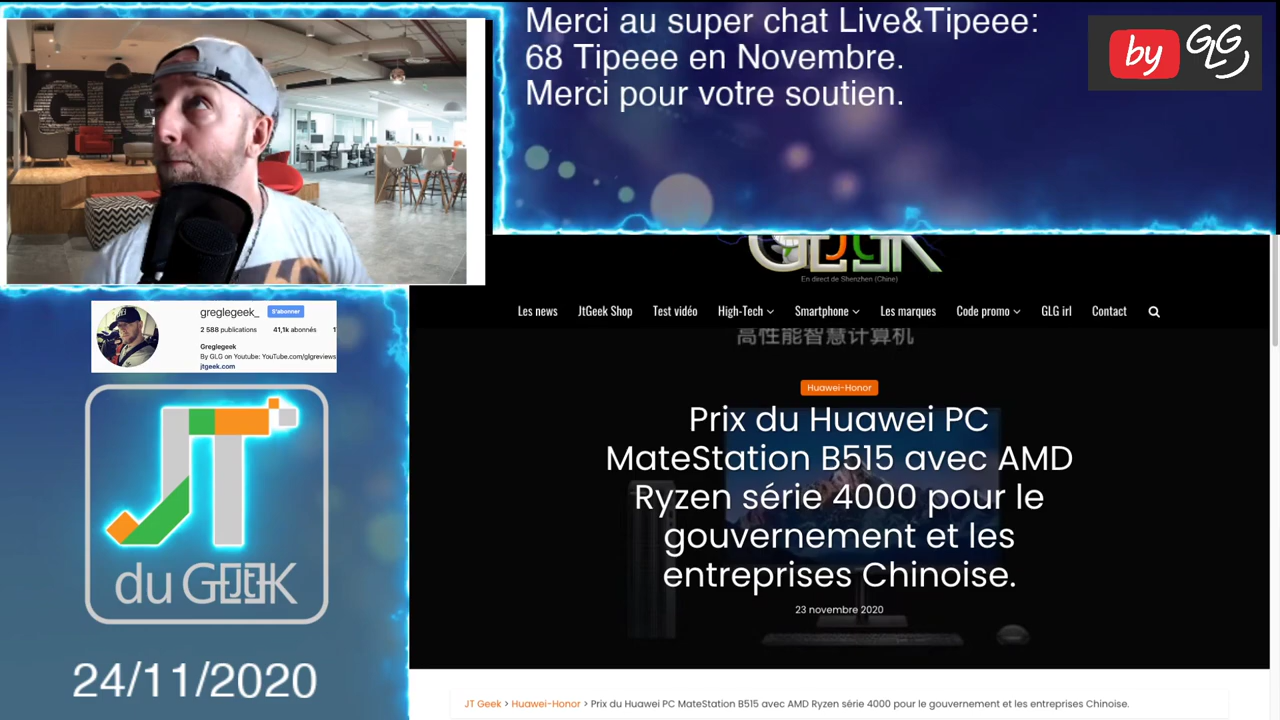 Merci au super chat Live&Tipeee:
68 Tipeee en Novembre.
Merci pour votre soutien.
by GLG
GLG
greglegeek_
S'abonner
2 588 publications 41,1k abonnés 1
Greglegeek
By GLG on Youtube: YouTube.com/glgreviews
jtgeek.com
JT
du GEJtEK
24/11/2020
GEJtEK
En direct de Shenzhen (Chine)
Les news JtGeek Shop Test vidéo High-Tech Smartphone Les marques Code promo GLG irl Contact
高性能智慧计算机
Huawei-Honor
Prix du Huawei PC
MateStation B515 avec AMD
Ryzen série 4000 pour le
gouvernement et les
entreprises Chinoise.
23 novembre 2020
JT Geek > Huawei-Honor > Prix du Huawei PC MateStation B515 avec AMD Ryzen série 4000 pour le gouvernement et les entreprises Chinoise.